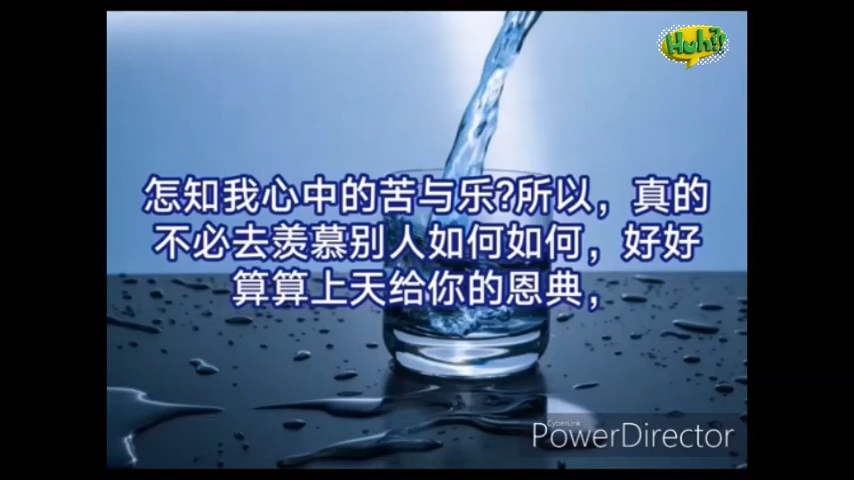 Huh?!
怎知我心中的苦与乐?所以，真的
不必去羡慕别人如何如何，好好
算算上天给你的恩典，
CyberLink
PowerDirector